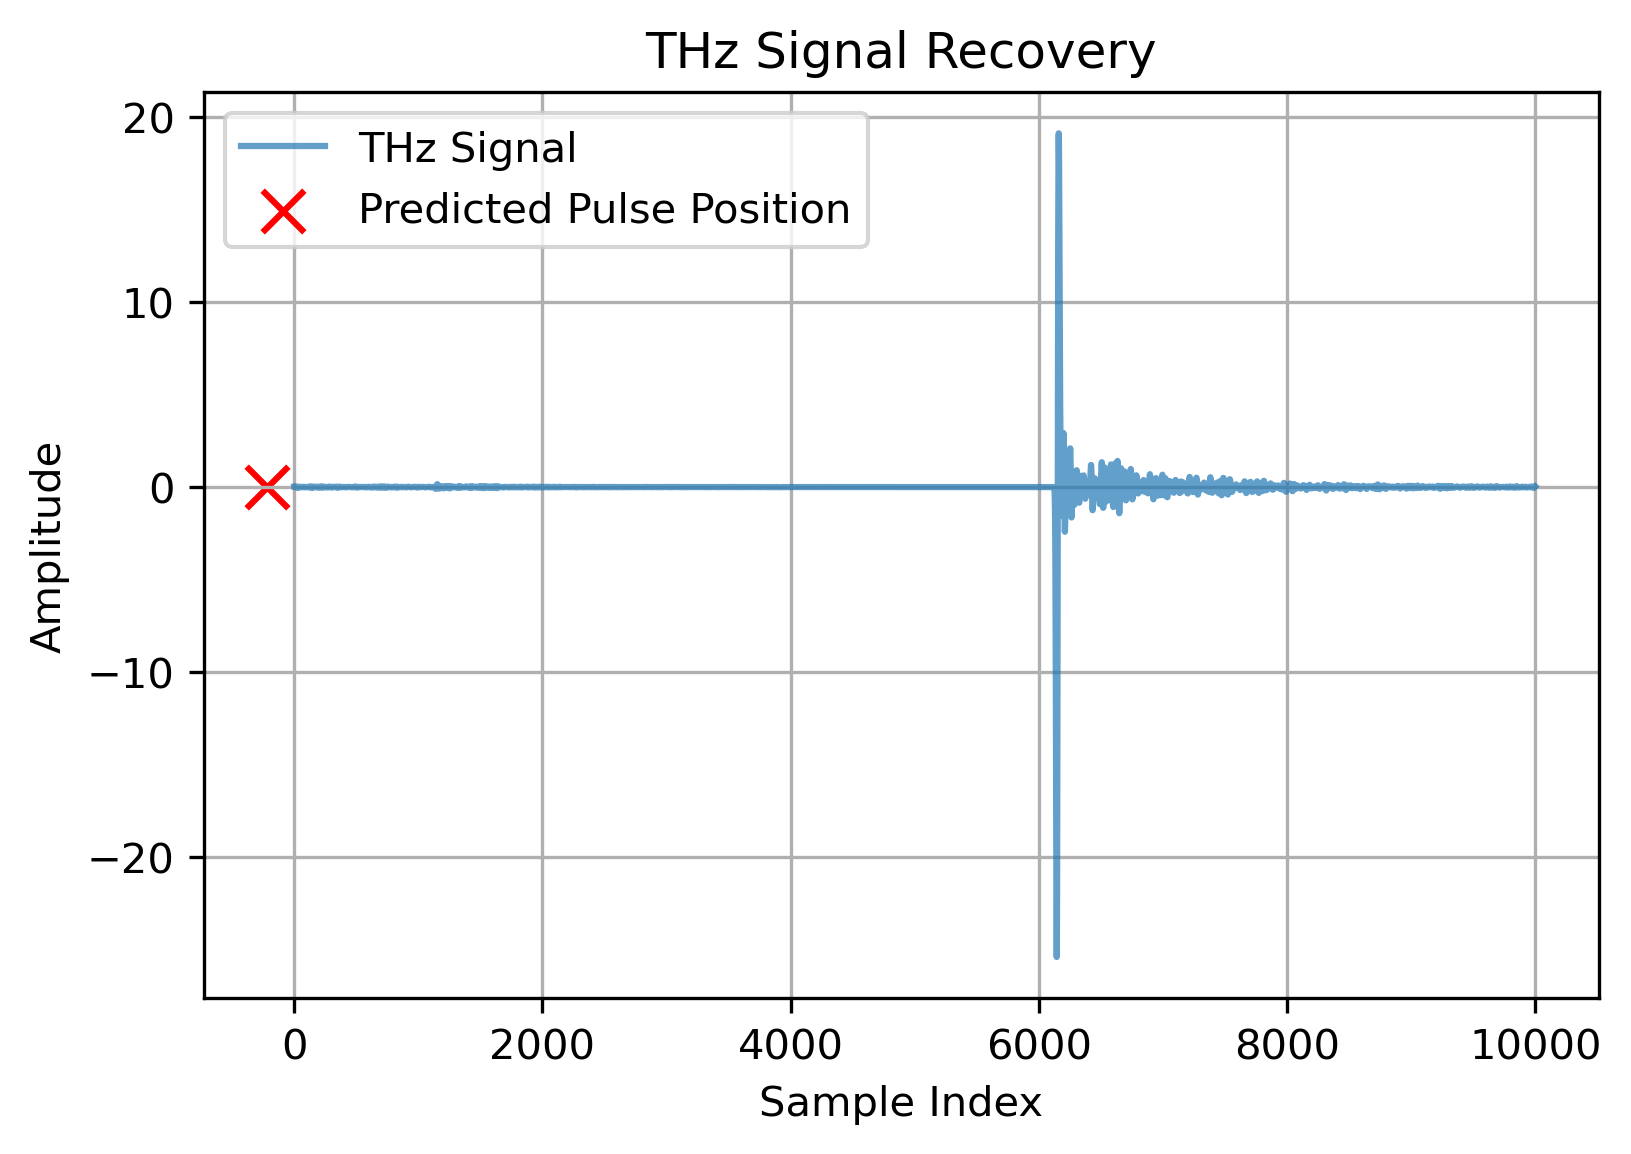 THz Signal Recovery
THz Signal
Predicted Pulse Position
20
10
0
−10
−20
Amplitude
0 2000 4000 6000 8000 10000
Sample Index